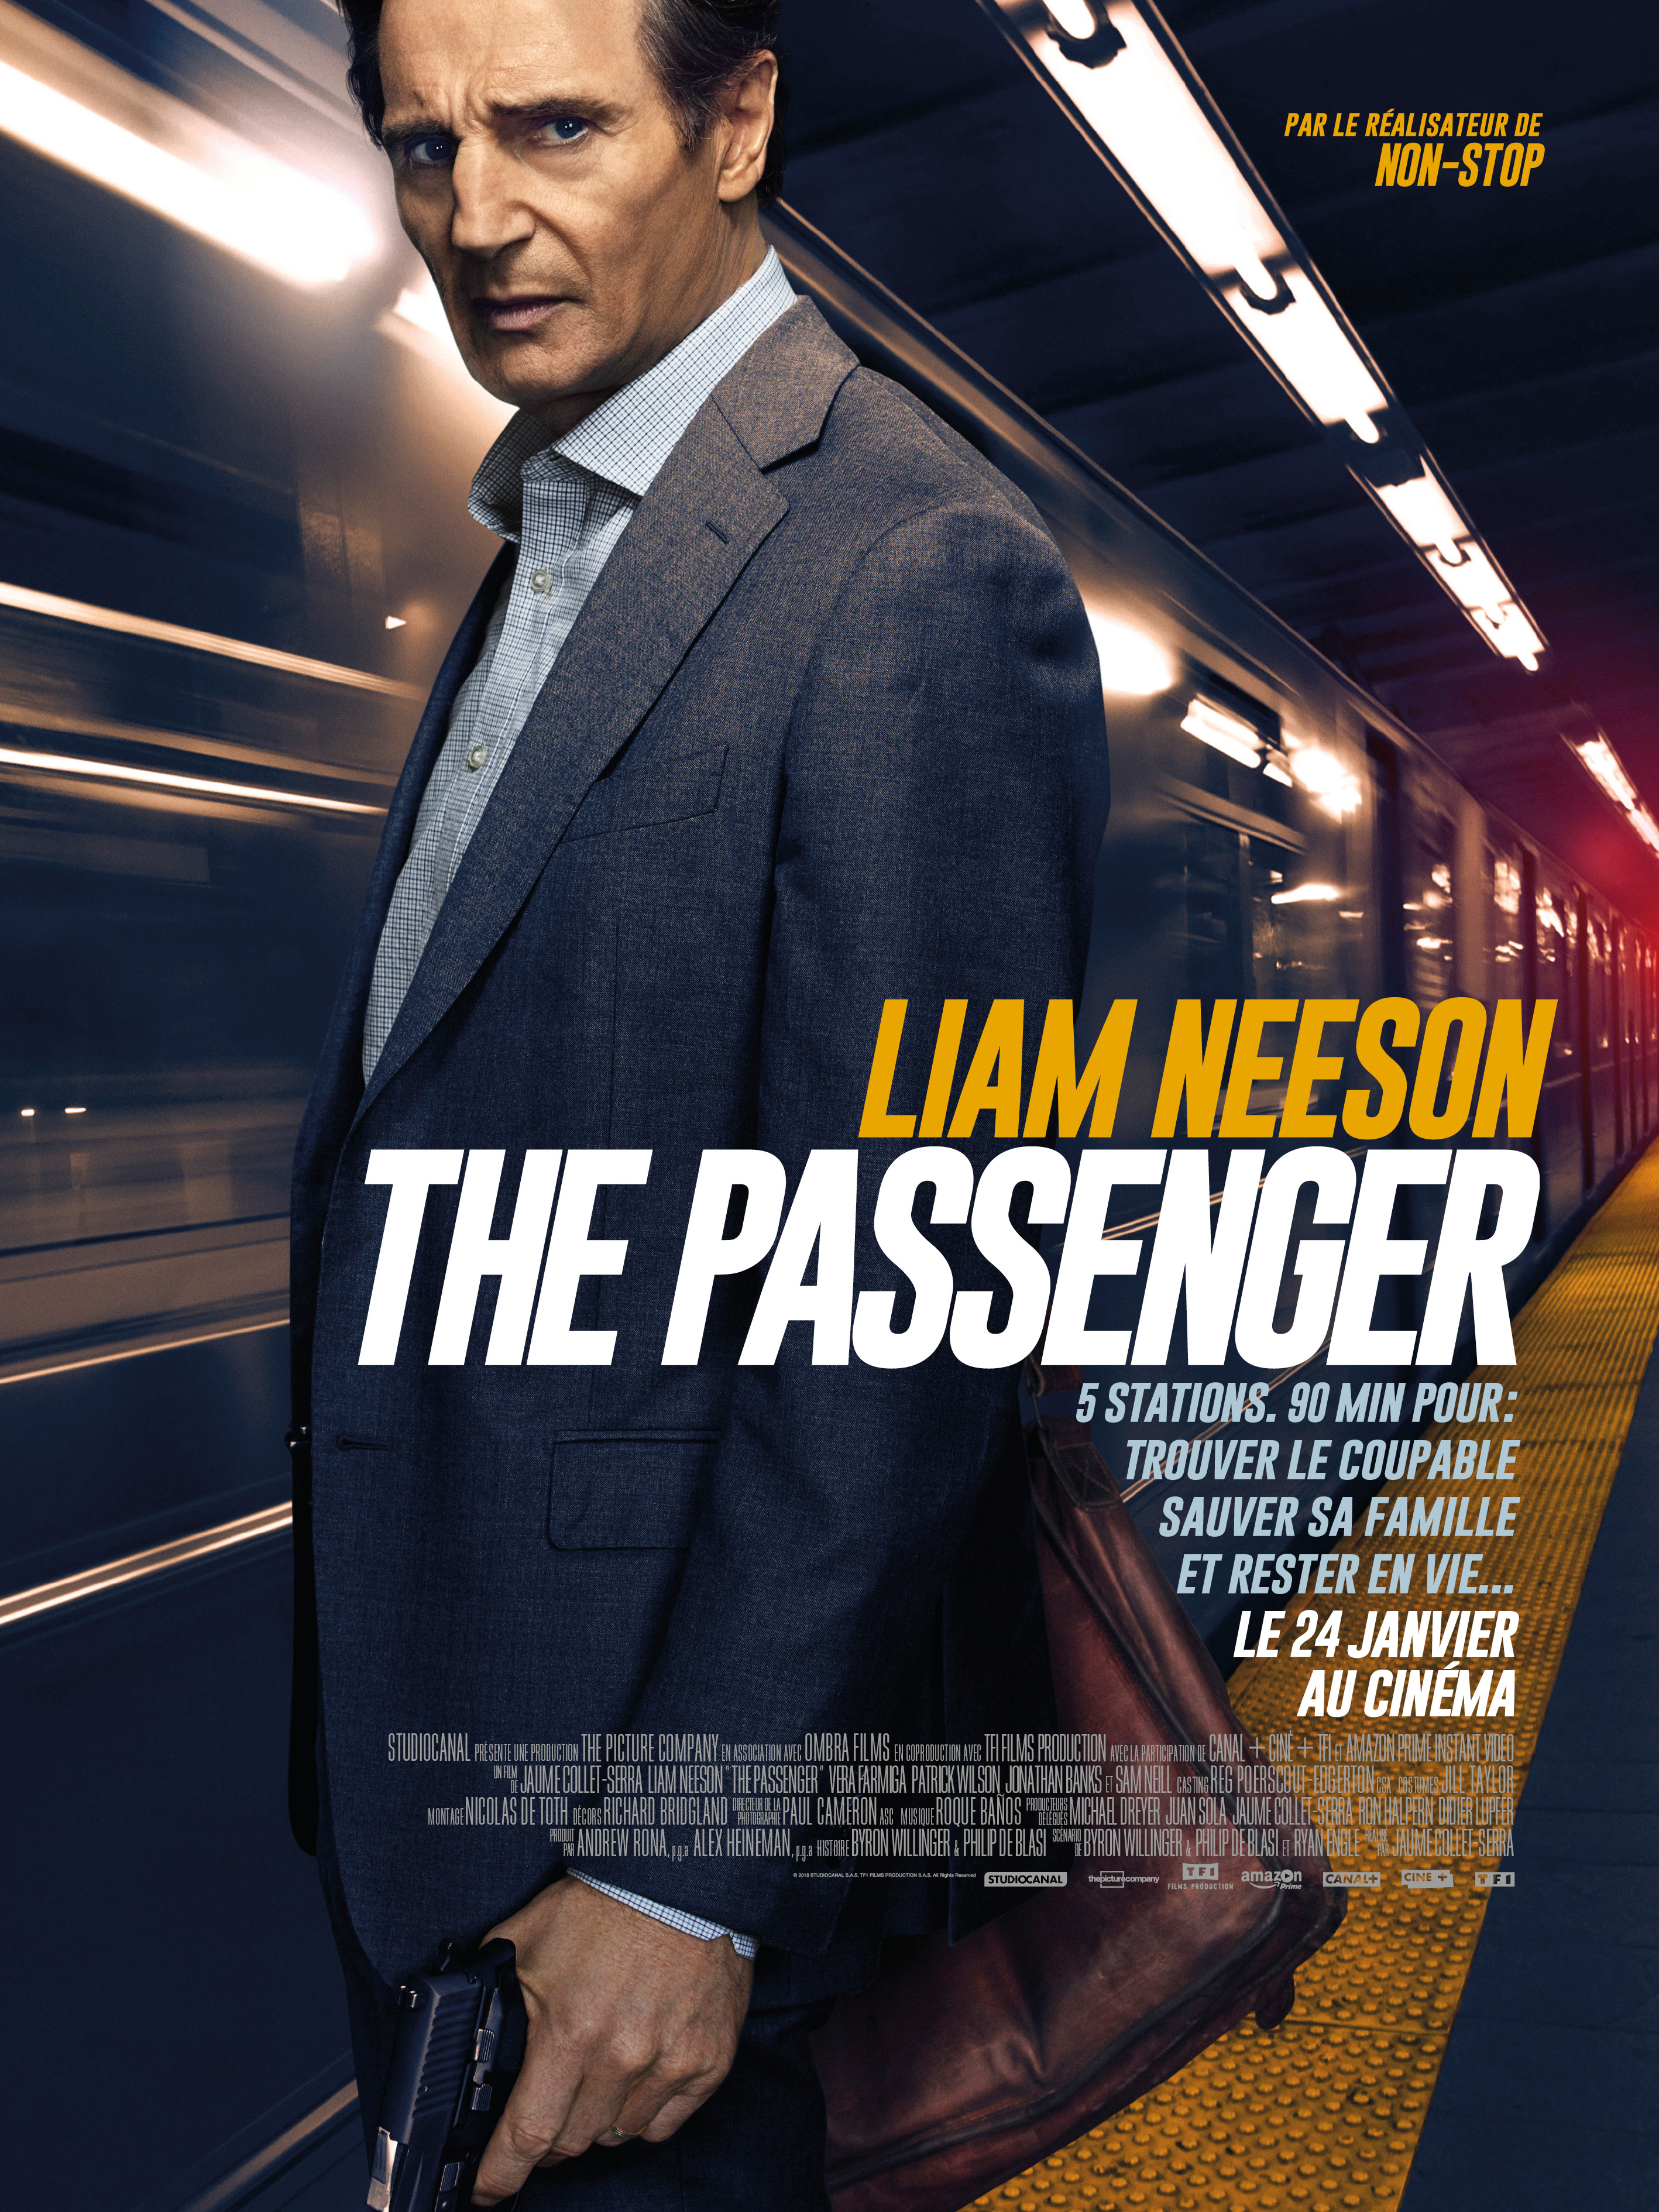 PAR LE RÉALISATEUR DE
NON-STOP
LIAM NEESON
THE PASSENGER
5 STATIONS. 90 MIN POUR:
TROUVER LE COUPABLE
SAUVER SA FAMILLE
ET RESTER EN VIE...
LE 24 JANVIER
AU CINÉMA
STUDIOCANAL PRÉSENTE UNE PRODUCTION THE PICTURE COMPANY EN ASSOCIATION AVEC OMBRA FILMS EN COPRODUCTION AVEC TF1 FILMS PRODUCTION AVEC LA PARTICIPATION DE CANAL + CINÉ + TF1 ET AMAZON PRIME INSTANT VIDEO
UN FILM DE JAUME COLLET-SERRA LIAM NEESON "THE PASSENGER" VERA FARMIGA PATRICK WILSON JONATHAN BANKS ET SAM NEILL CASTING REG POERSCOUT-EDGERTON CSA COSTUMES JILL TAYLOR
MONTAGE NICOLAS DE TOTH DÉCORS RICHARD BRIDGLAND DIRECTEUR DE LA PHOTOGRAPHIE PAUL CAMERON ASC MUSIQUE ROQUE BAÑOS PRODUCTEURS DÉLÉGUÉS MICHAEL DREYER JUAN SOLA JAUME COLLET-SERRA RON HALPERN DIDIER LUPFER
PRODUIT PAR ANDREW RONA, p.g.a ALEX HEINEMAN, p.g.a HISTOIRE BYRON WILLINGER & PHILIP DE BLASI SCÉNARIO DE BYRON WILLINGER & PHILIP DE BLASI ET RYAN ENGLE RÉALISÉ PAR JAUME COLLET-SERRA
© 2018 STUDIOCANAL S.A.S. TF1 FILMS PRODUCTION S.A.S. All Rights Reserved STUDIOCANAL thepicturecompany TF1 FILMS PRODUCTION amazon Prime CANAL+ CINE + TF1